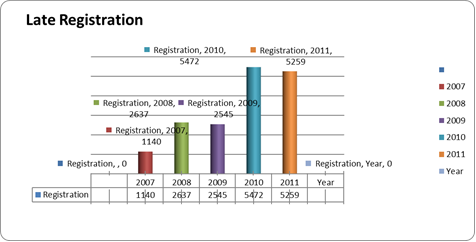 Late Registration
Registration, 2010,
5472
Registration, 2011,
5259
Registration, 2008,
2637
Registration, 2009,
2545
Registration, 2007,
1140
Registration, , 0
Registration, Year, 0
2007
2008
2009
2010
2011
Year
2007 2008 2009 2010 2011 Year
Registration 1140 2637 2545 5472 5259